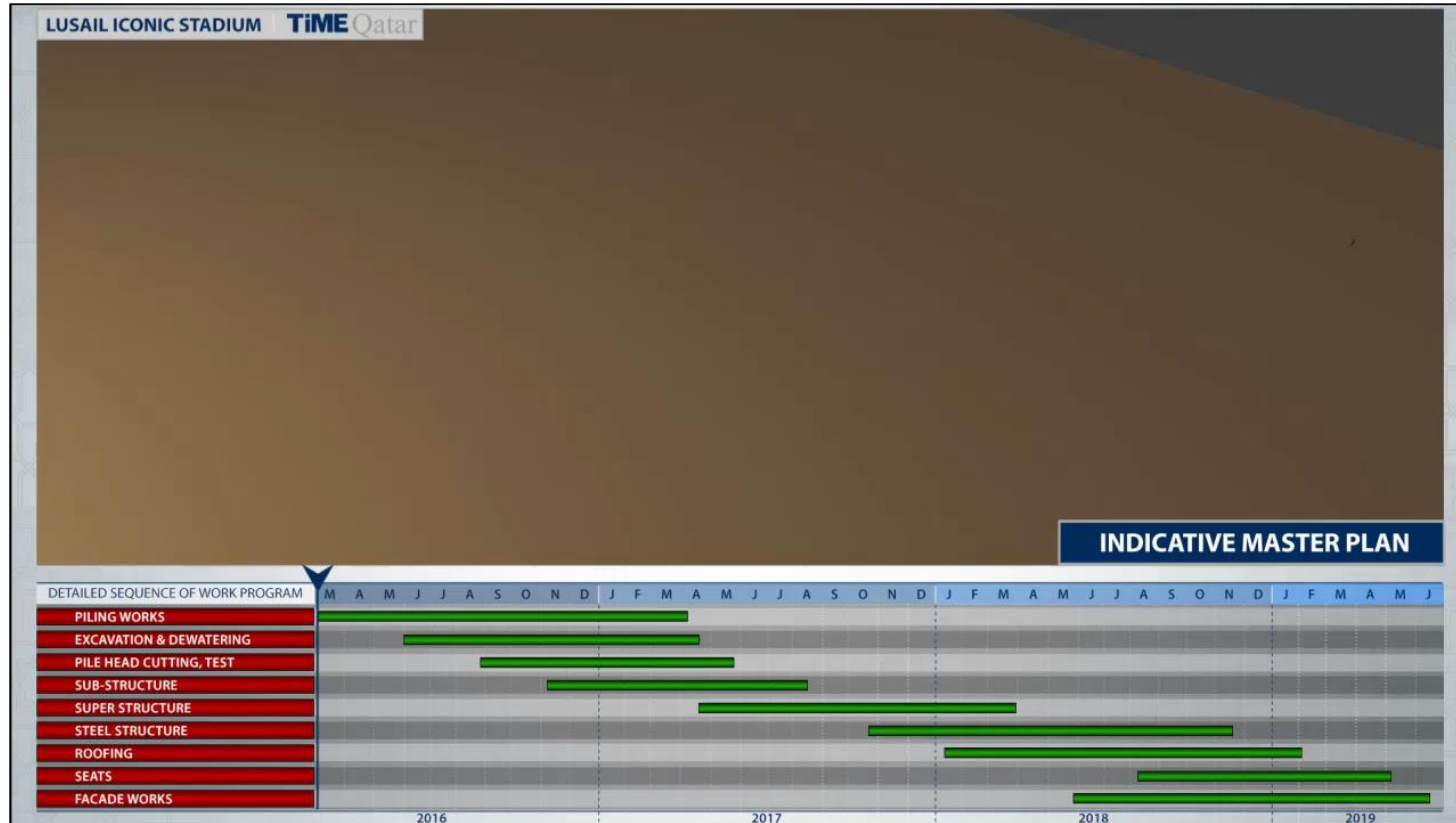 LUSAIL ICONIC STADIUM TiME Qatar
INDICATIVE MASTER PLAN
DETAILED SEQUENCE OF WORK PROGRAM M A M J J A S O N D J F M A M J J A S O N D J F M A M J J A S O N D J F M A M J
PILING WORKS
EXCAVATION & DEWATERING
PILE HEAD CUTTING, TEST
SUB-STRUCTURE
SUPER STRUCTURE
STEEL STRUCTURE
ROOFING
SEATS
FACADE WORKS
2016 2017 2018 2019